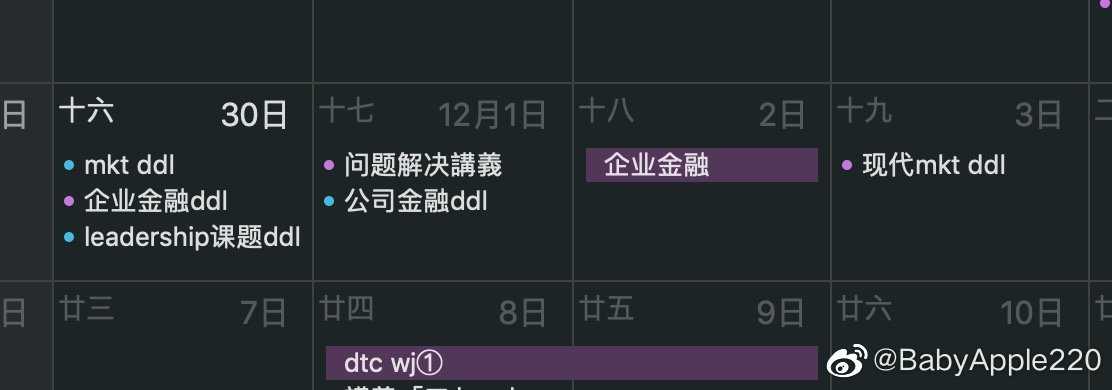 日 十六 30日 十七 12月1日 十八 2日 十九 3日
mkt ddl
企业金融ddl
leadership课题ddl
问题解决講義
公司金融ddl
企业金融
现代mkt ddl
日 廿三 7日 廿四 8日 廿五 9日 廿六 10日
dtc wj①
@BabyApple220